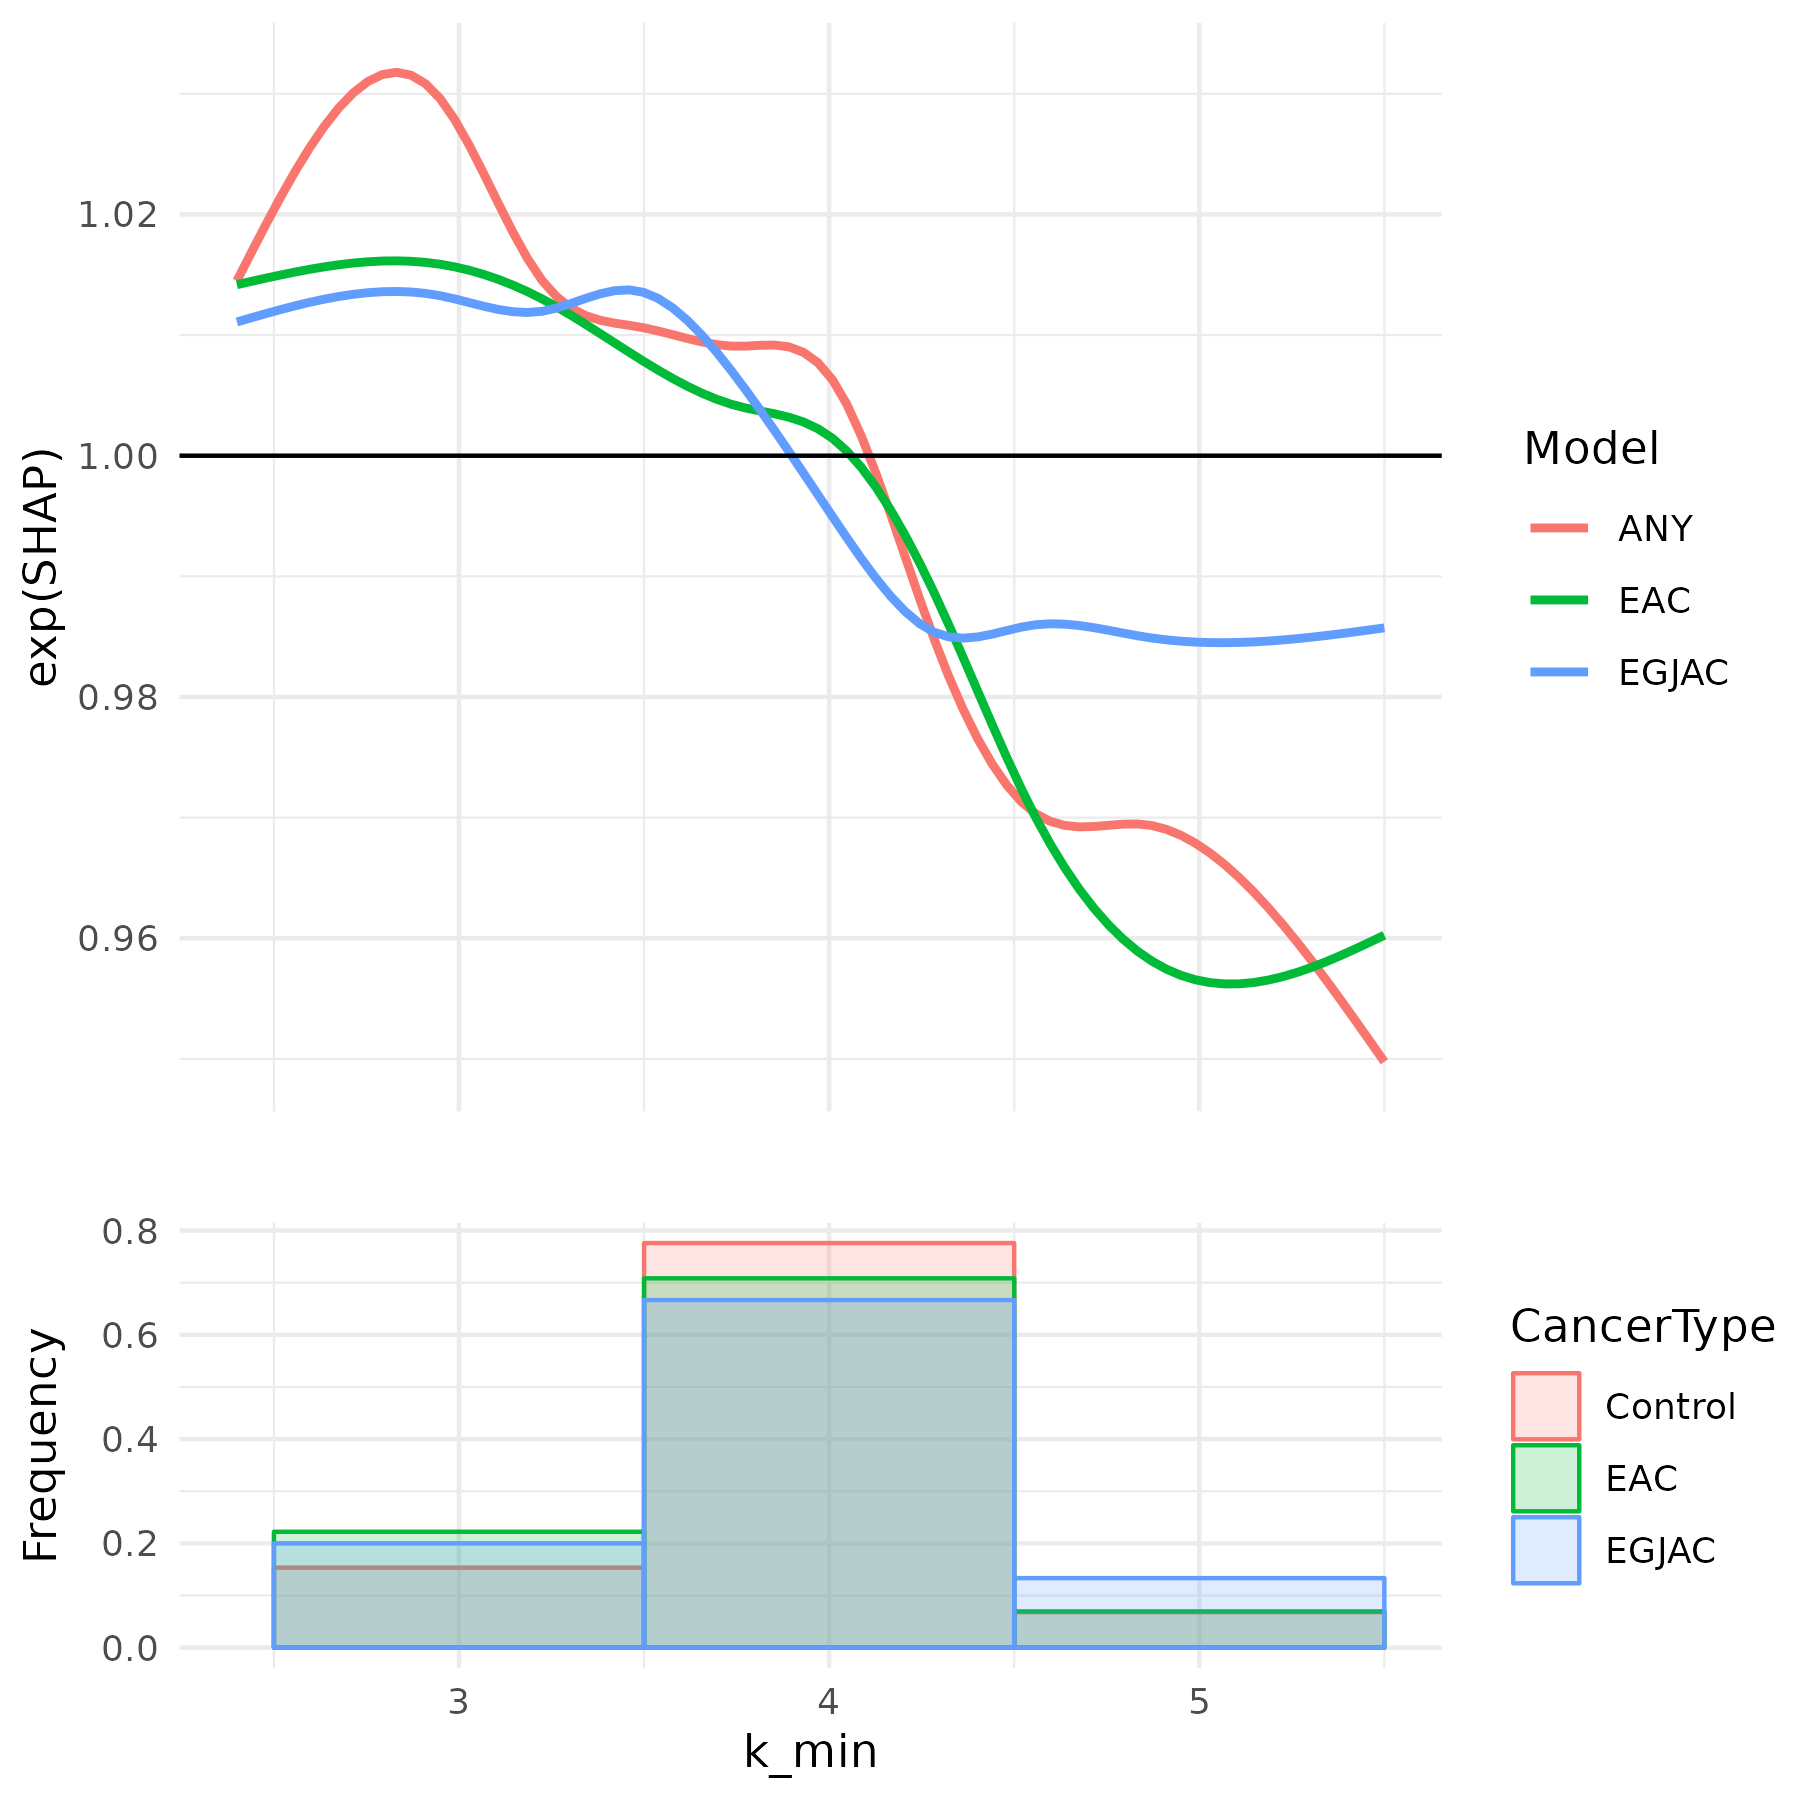 exp(SHAP)
1.02
1.00
0.98
0.96
Model
ANY
EAC
EGJAC
Frequency
0.8
0.6
0.4
0.2
0.0
3 4 5
k_min
CancerType
Control
EAC
EGJAC